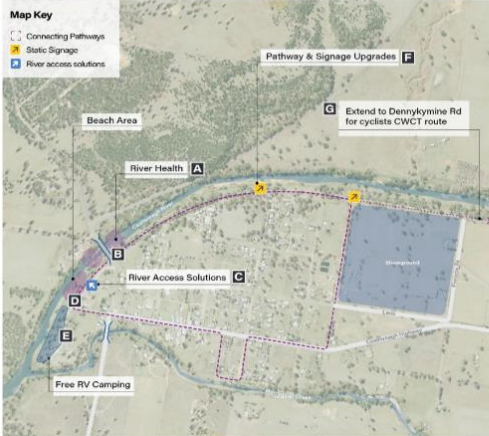 Map Key
Connecting Pathways
Static Signage
River access solutions
Pathway & Signage Upgrades F
G Extend to Dennykymine Rd
for cyclists CWCT route
Beach Area
River Health A
B
River Access Solutions C
D
E
Showground
Free RV Camping